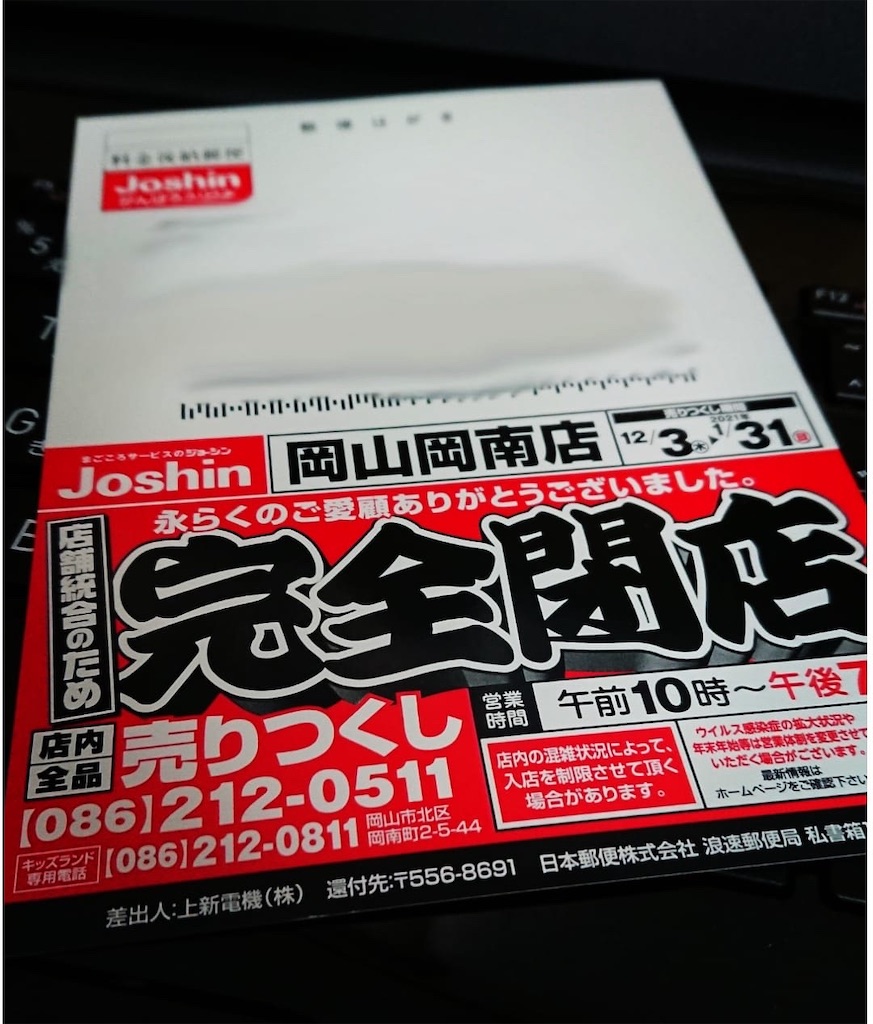 郵便はがき
料金後納郵便
Joshin
まごころサービスのジョーシン
Joshin
岡山岡南店
売りつくし期間
2021年
12/3木▶1/31日
永らくのご愛顧ありがとうございました。
店舗統合のため
完全閉店
店内全品
売りつくし
営業時間
午前10時〜午後7
【086】212-0511
【086】212-0811
キッズランド専用電話
岡山市北区
岡南町2-5-44
店内の混雑状況によって、
入店を制限させて頂く
場合があります。
ウイルス感染症の拡大状況や
年末年始等は営業体制を変更させて
いただく場合がございます。
最新情報は
ホームページをご確認下さい
差出人:上新電機(株) 還付先:〒556-8691 日本郵便株式会社 浪速郵便局 私書箱
F12